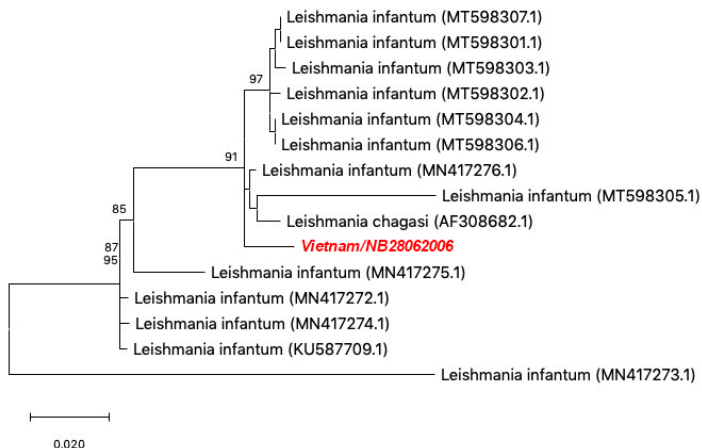 Leishmania infantum (MT598307.1)
Leishmania infantum (MT598301.1)
Leishmania infantum (MT598303.1)
97
Leishmania infantum (MT598302.1)
Leishmania infantum (MT598304.1)
Leishmania infantum (MT598306.1)
91
Leishmania infantum (MN417276.1)
Leishmania infantum (MT598305.1)
85
Leishmania chagasi (AF308682.1)
87
Vietnam/NB28062006
95
Leishmania infantum (MN417275.1)
Leishmania infantum (MN417272.1)
Leishmania infantum (MN417274.1)
Leishmania infantum (KU587709.1)
Leishmania infantum (MN417273.1)
0.020